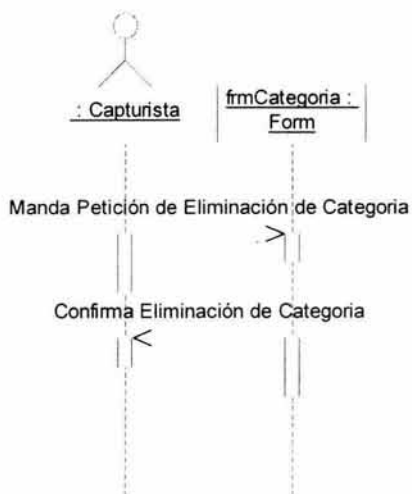 : Capturista
frmCategoria :
Form
Manda Petición de Eliminación de Categoria
Confirma Eliminación de Categoria